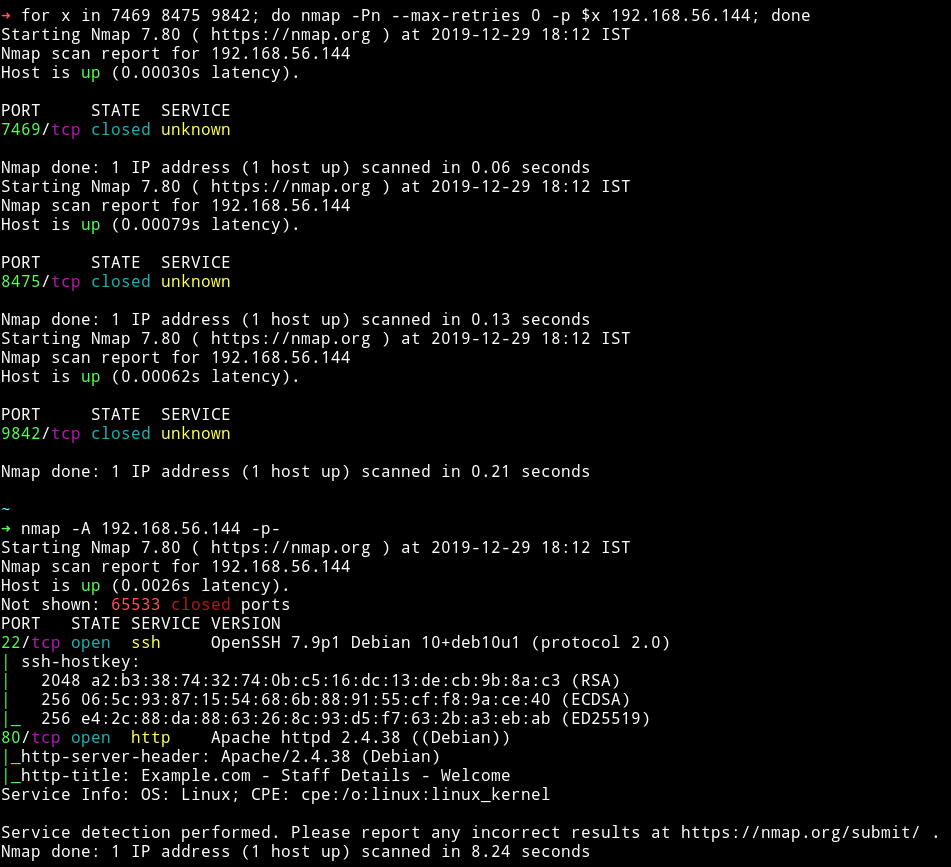 ➜ for x in 7469 8475 9842; do nmap -Pn --max-retries 0 -p $x 192.168.56.144; done
Starting Nmap 7.80 ( https://nmap.org ) at 2019-12-29 18:12 IST
Nmap scan report for 192.168.56.144
Host is up (0.00030s latency).
PORT     STATE  SERVICE
7469/tcp closed unknown
Nmap done: 1 IP address (1 host up) scanned in 0.06 seconds
Starting Nmap 7.80 ( https://nmap.org ) at 2019-12-29 18:12 IST
Nmap scan report for 192.168.56.144
Host is up (0.00079s latency).
PORT     STATE  SERVICE
8475/tcp closed unknown
Nmap done: 1 IP address (1 host up) scanned in 0.13 seconds
Starting Nmap 7.80 ( https://nmap.org ) at 2019-12-29 18:12 IST
Nmap scan report for 192.168.56.144
Host is up (0.00062s latency).
PORT     STATE  SERVICE
9842/tcp closed unknown
Nmap done: 1 IP address (1 host up) scanned in 0.21 seconds
~
➜ nmap -A 192.168.56.144 -p-
Starting Nmap 7.80 ( https://nmap.org ) at 2019-12-29 18:12 IST
Nmap scan report for 192.168.56.144
Host is up (0.0026s latency).
Not shown: 65533 closed ports
PORT   STATE SERVICE VERSION
22/tcp open  ssh     OpenSSH 7.9p1 Debian 10+deb10u1 (protocol 2.0)
| ssh-hostkey:
|   2048 a2:b3:38:74:32:74:0b:c5:16:dc:13:de:cb:9b:8a:c3 (RSA)
|   256 06:5c:93:87:15:54:68:6b:88:91:55:cf:f8:9a:ce:40 (ECDSA)
|_  256 e4:2c:88:da:88:63:26:8c:93:d5:f7:63:2b:a3:eb:ab (ED25519)
80/tcp open  http    Apache httpd 2.4.38 ((Debian))
|_http-server-header: Apache/2.4.38 (Debian)
|_http-title: Example.com - Staff Details - Welcome
Service Info: OS: Linux; CPE: cpe:/o:linux:linux_kernel
Service detection performed. Please report any incorrect results at https://nmap.org/submit/ .
Nmap done: 1 IP address (1 host up) scanned in 8.24 seconds